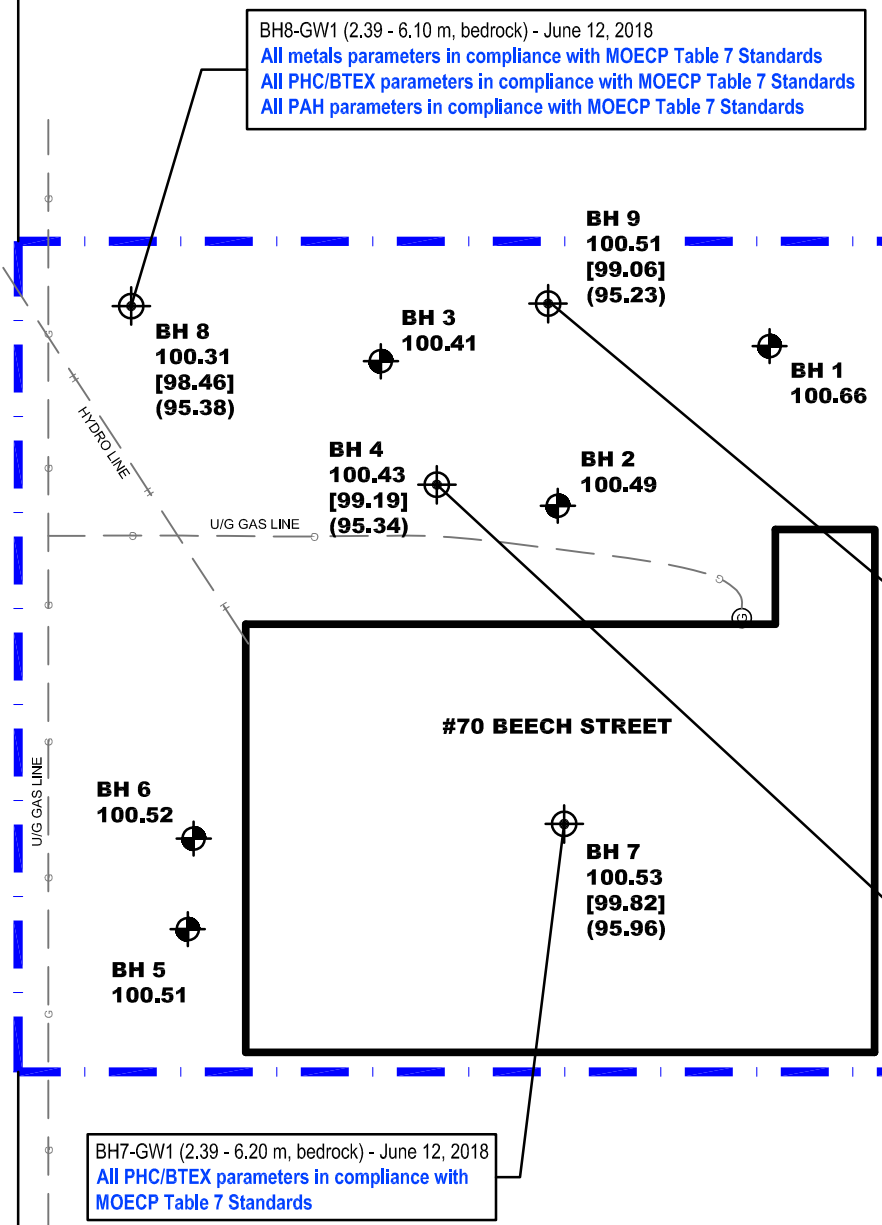 BH8-GW1 (2.39 - 6.10 m, bedrock) - June 12, 2018
All metals parameters in compliance with MOECP Table 7 Standards
All PHC/BTEX parameters in compliance with MOECP Table 7 Standards
All PAH parameters in compliance with MOECP Table 7 Standards
G
BH 9
100.51
[99.06]
(95.23)
BH 8
100.31
[98.46]
(95.38)
BH 3
100.41
BH 1
100.66
G
H
HYDRO LINE
BH 4
100.43
[99.19]
(95.34)
BH 2
100.49
G
H
U/G GAS LINE
G
G
G
G
H
G
#70 BEECH STREET
G
U/G GAS LINE
BH 6
100.52
BH 7
100.53
[99.82]
(95.96)
G
BH 5
100.51
G
BH7-GW1 (2.39 - 6.20 m, bedrock) - June 12, 2018
All PHC/BTEX parameters in compliance with
MOECP Table 7 Standards
G